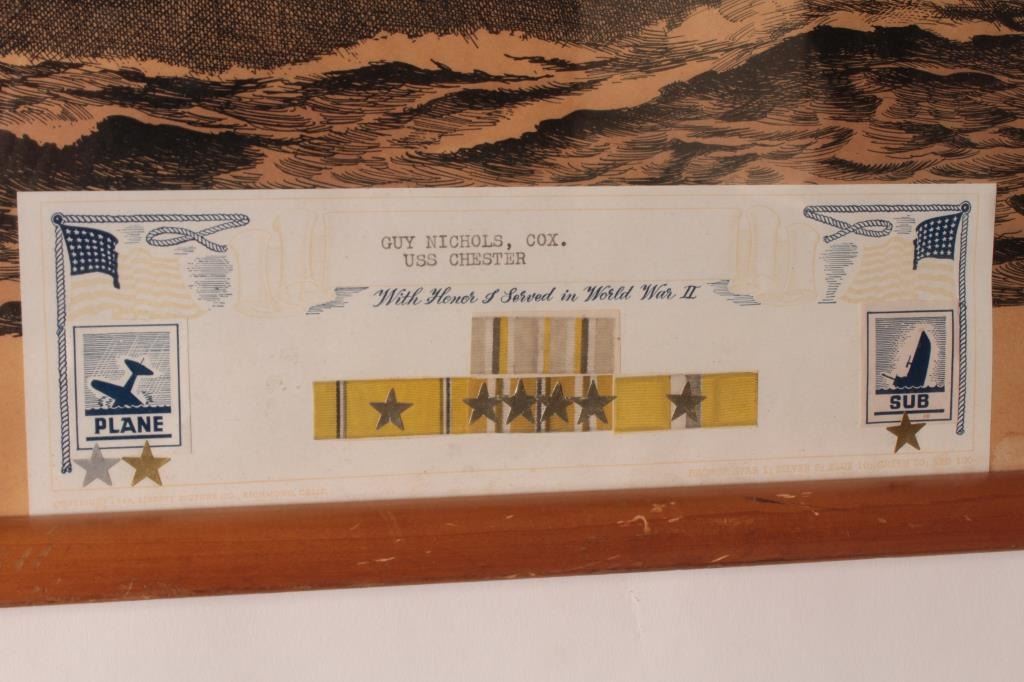 GUY NICHOLS, COX.
USS CHESTER
With Honor I Served in World War II
PLANE
SUB